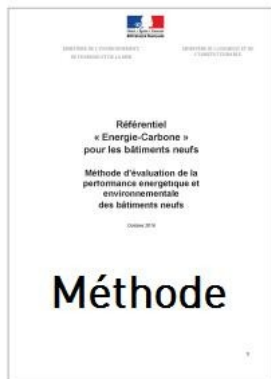 Référentiel
« Energie-Carbone »
pour les bâtiments neufs
Méthode d'évaluation de la
performance énergétique et
environnementale
des bâtiments neufs
Octobre 2016
Méthode